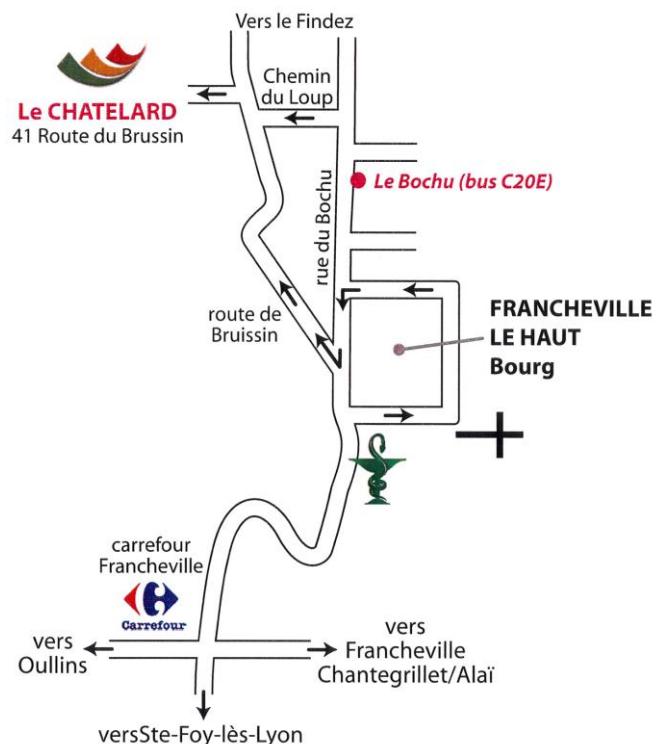 Vers le Findez
Chemin
du Loup
Le CHATELARD
41 Route du Brussin
Le Bochu (bus C20E)
rue du Bochu
route de
Bruissin
FRANCHEVILLE
LE HAUT
Bourg
carrefour
Francheville
Carrefour
vers
Oullins
vers
Francheville
Chantegrillet/Alaï
versSte-Foy-lès-Lyon